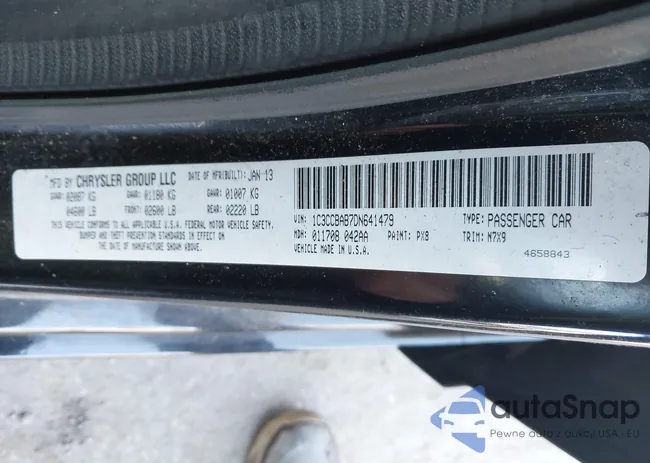 MFD BY CHRYSLER GROUP LLC DATE OF MFR(BUILT): JAN-13
GVWR: 02087 KG GAWR: 01180 KG GAWR: 01007 KG
04600 LB FRONT: 02600 LB REAR: 02220 LB
THIS VEHICLE CONFORMS TO ALL APPLICABLE U.S.A. FEDERAL MOTOR VEHICLE SAFETY,
BUMPER AND THEFT PREVENTION STANDARDS IN EFFECT ON
THE DATE OF MANUFACTURE SHOWN ABOVE.
VIN: 1C3CCBAB7DN641479 TYPE: PASSENGER CAR
MDH: 011708 042AA PAINT: PX8 TRIM: N7X9
VEHICLE MADE IN U.S.A.
4658843
autoSnap
Pewne auto z aukcji USA - EU